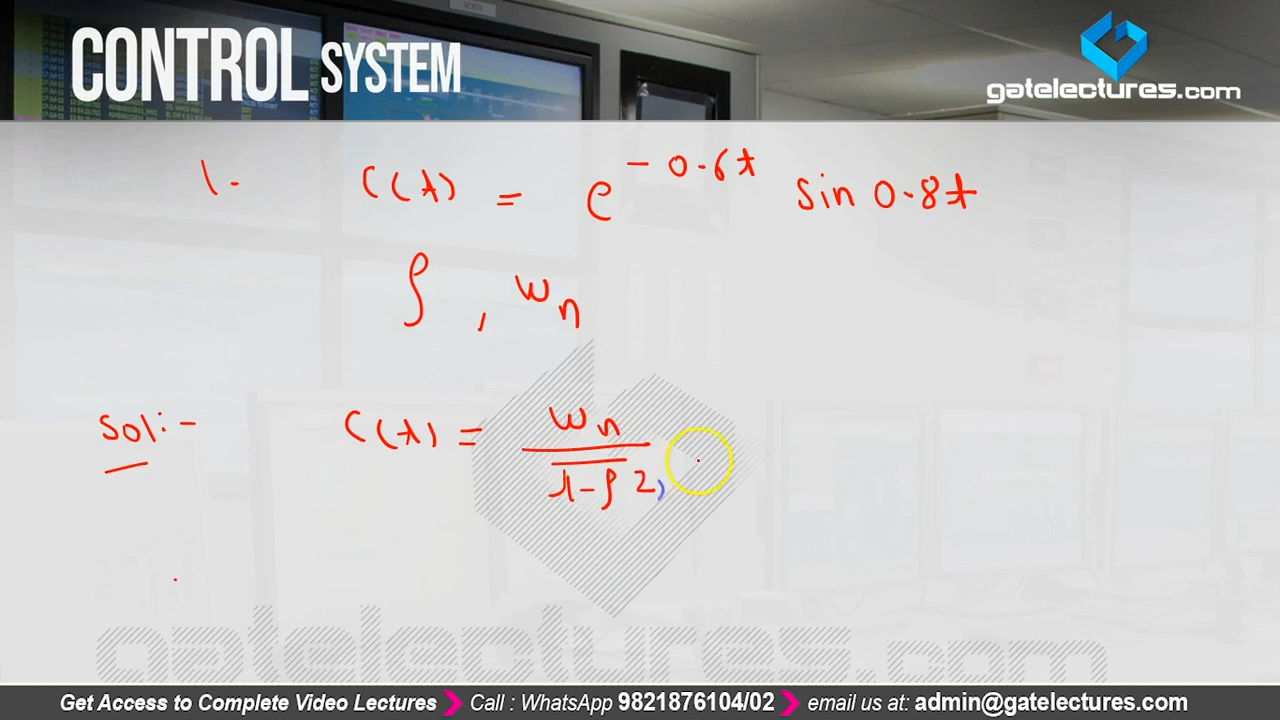 CONTROL SYSTEM
gatelectures.com
1. C(t) = e^{-0.6t} sin 0.8t
ζ, ωn
Sol:- C(t) = ωn / √(1-ζ2)
gatelectures.com
Get Access to Complete Video Lectures Call : WhatsApp 9821876104/02 email us at: admin@gatelectures.com